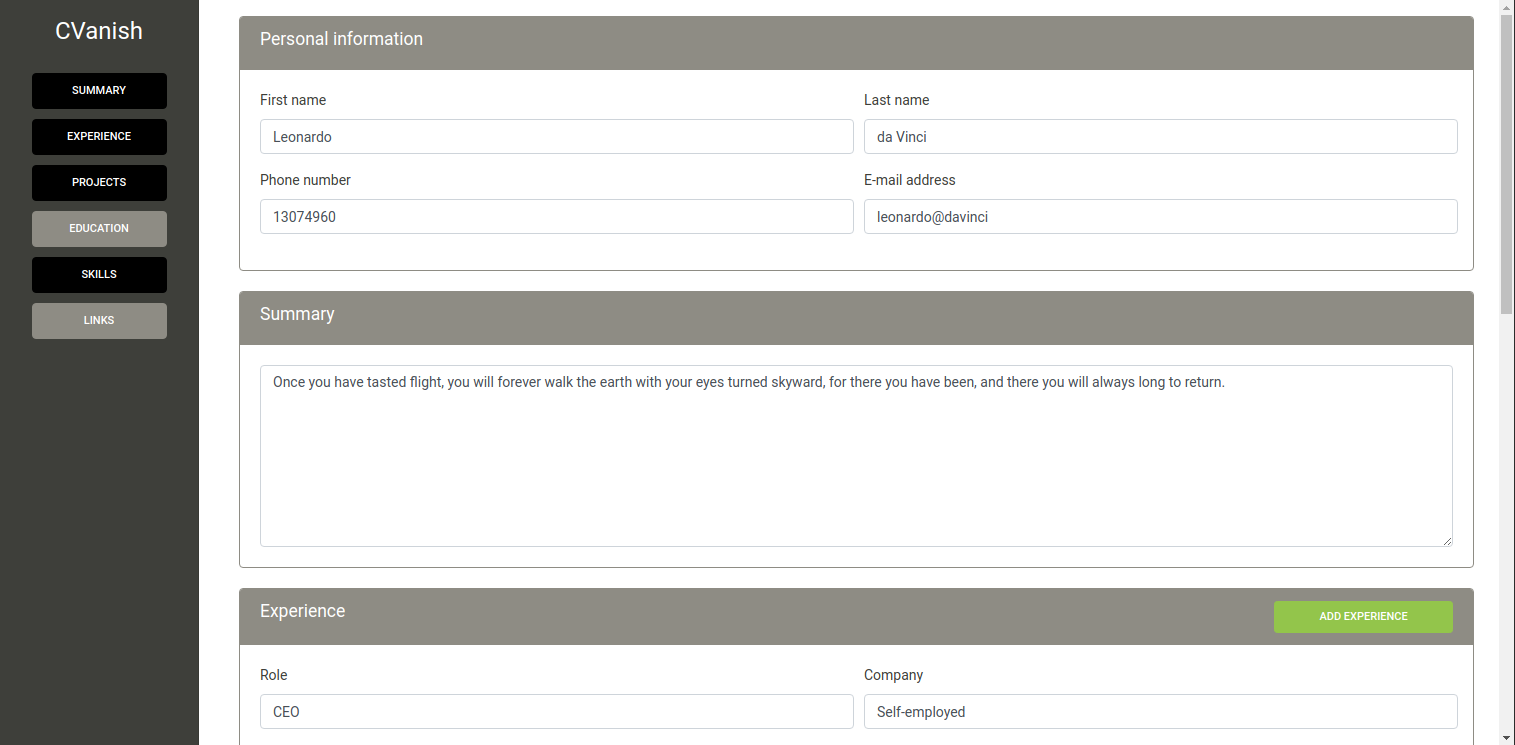 CVanish
SUMMARY
EXPERIENCE
PROJECTS
EDUCATION
SKILLS
LINKS
Personal information
First name
Last name
Leonardo
da Vinci
Phone number
E-mail address
13074960
leonardo@davinci
Summary
Once you have tasted flight, you will forever walk the earth with your eyes turned skyward, for there you have been, and there you will always long to return.
Experience
ADD EXPERIENCE
Role
Company
CEO
Self-employed